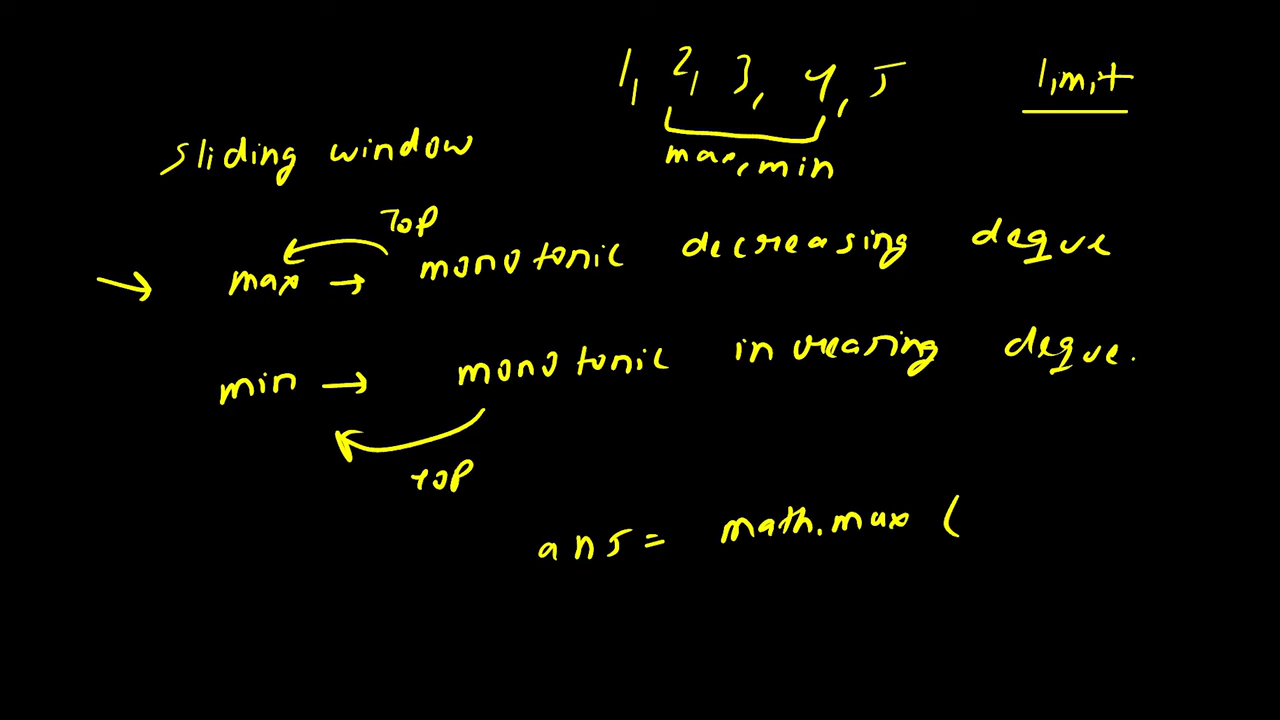 1, 2, 3, 4, 5 limit
sliding window
max, min
TOP
max → monotonic decreasing deque
min → monotonic increasing deque.
TOP
ans = math.max (